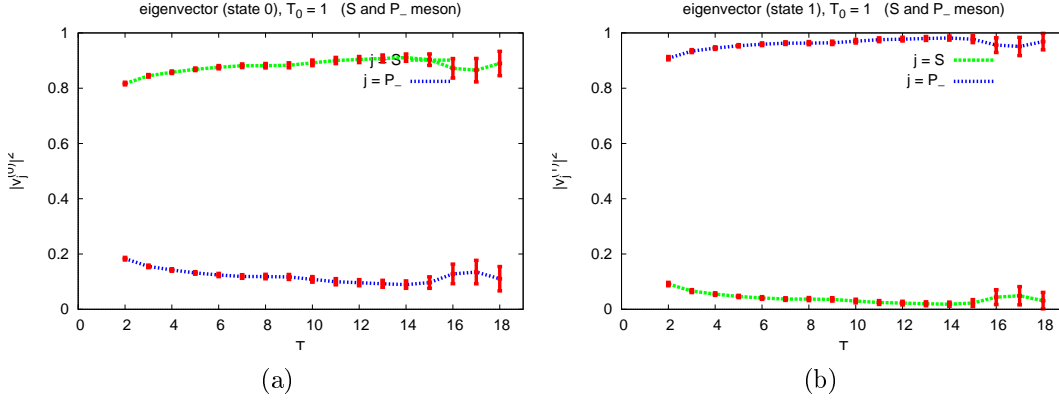 eigenvector (state 0), T_0 = 1 (S and P_– meson)
|v_j^(0)|^2
1
0.8
0.6
0.4
0.2
0
j = S
j = P_–
0 2 4 6 8 10 12 14 16 18
T
(a)
eigenvector (state 1), T_0 = 1 (S and P_– meson)
|v_j^(1)|^2
1
0.8
0.6
0.4
0.2
0
j = S
j = P_–
0 2 4 6 8 10 12 14 16 18
T
(b)